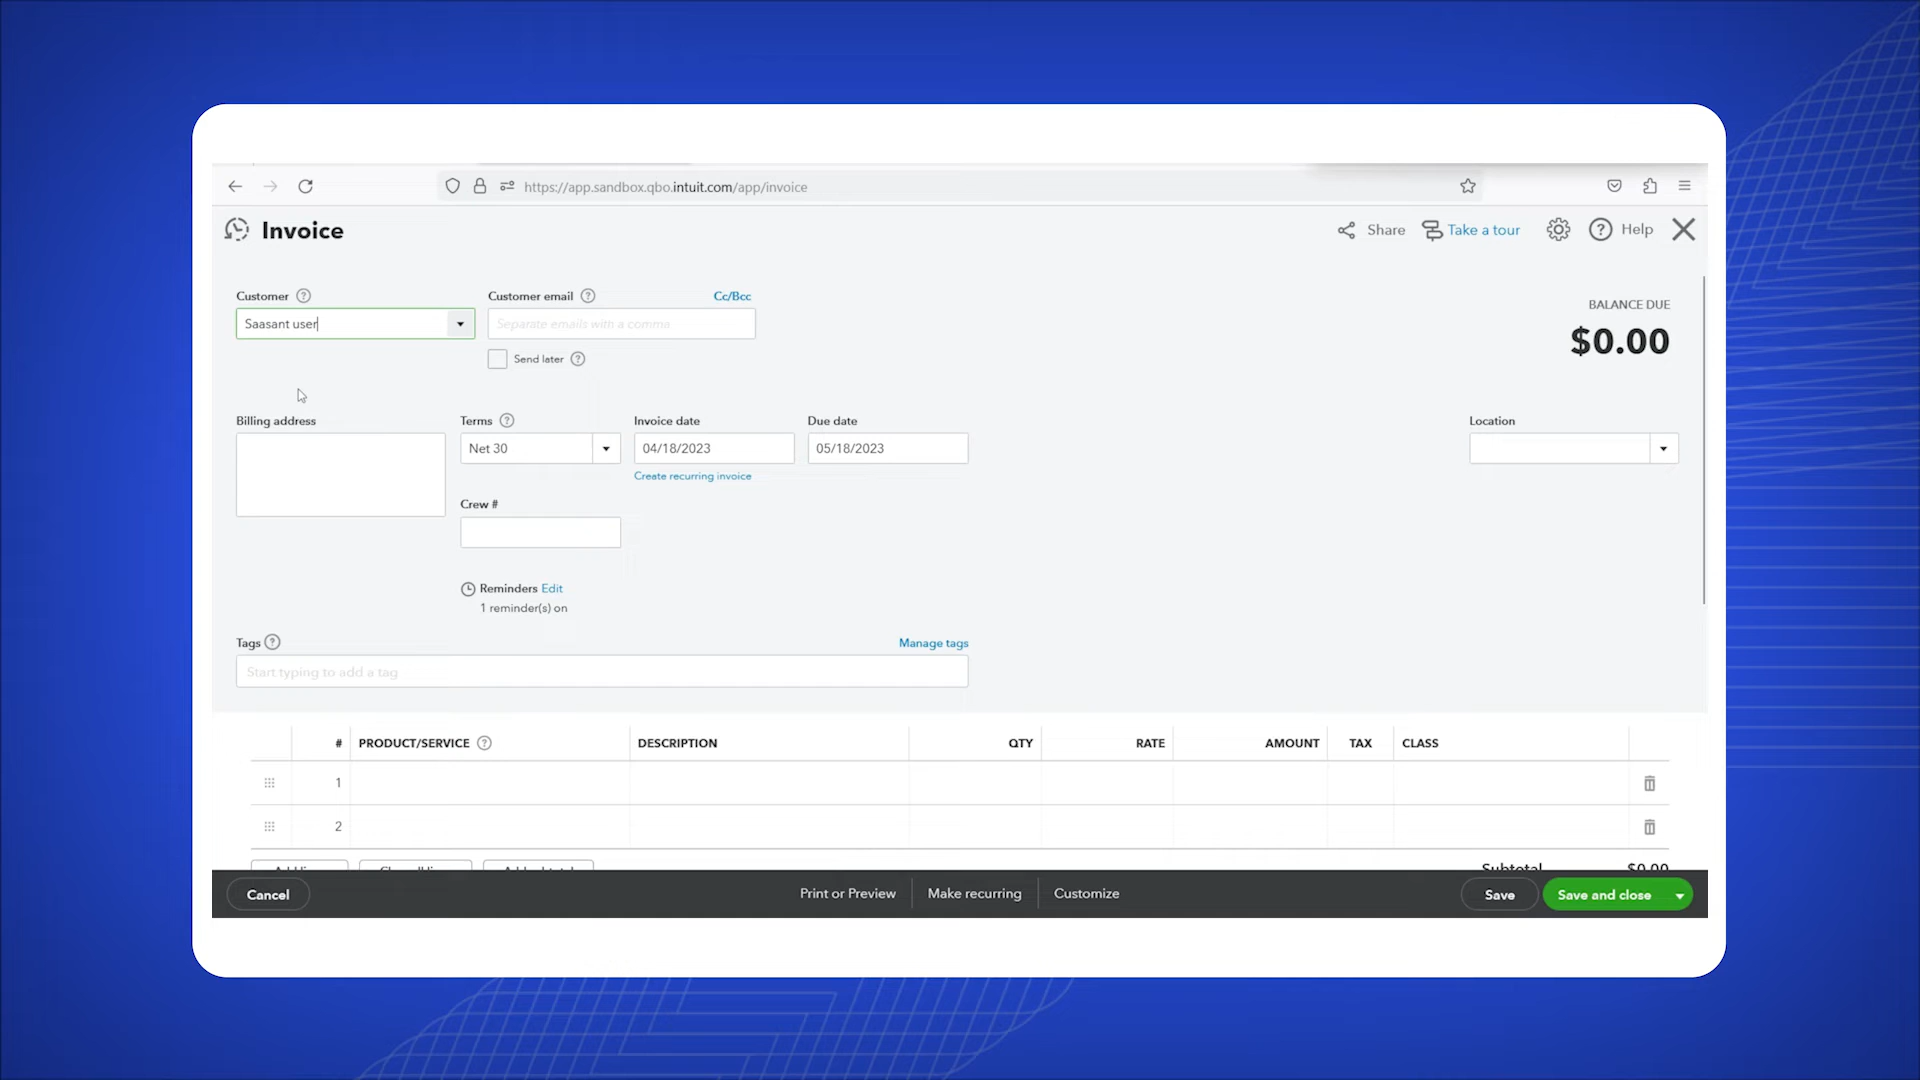 https://app.sandbox.qbo.intuit.com/app/invoice
Invoice
Share
Take a tour
Help
Customer
Customer email
Cc/Bcc
BALANCE DUE
Saasant user
Separate emails with a comma
$0.00
Send later
Billing address
Terms
Invoice date
Due date
Location
Net 30
04/18/2023
05/18/2023
Create recurring invoice
Crew #
Reminders Edit
1 reminder(s) on
Tags
Manage tags
Start typing to add a tag
# PRODUCT/SERVICE DESCRIPTION QTY RATE AMOUNT TAX CLASS
1
2
Subtotal $0.00
Cancel
Print or Preview
Make recurring
Customize
Save
Save and close